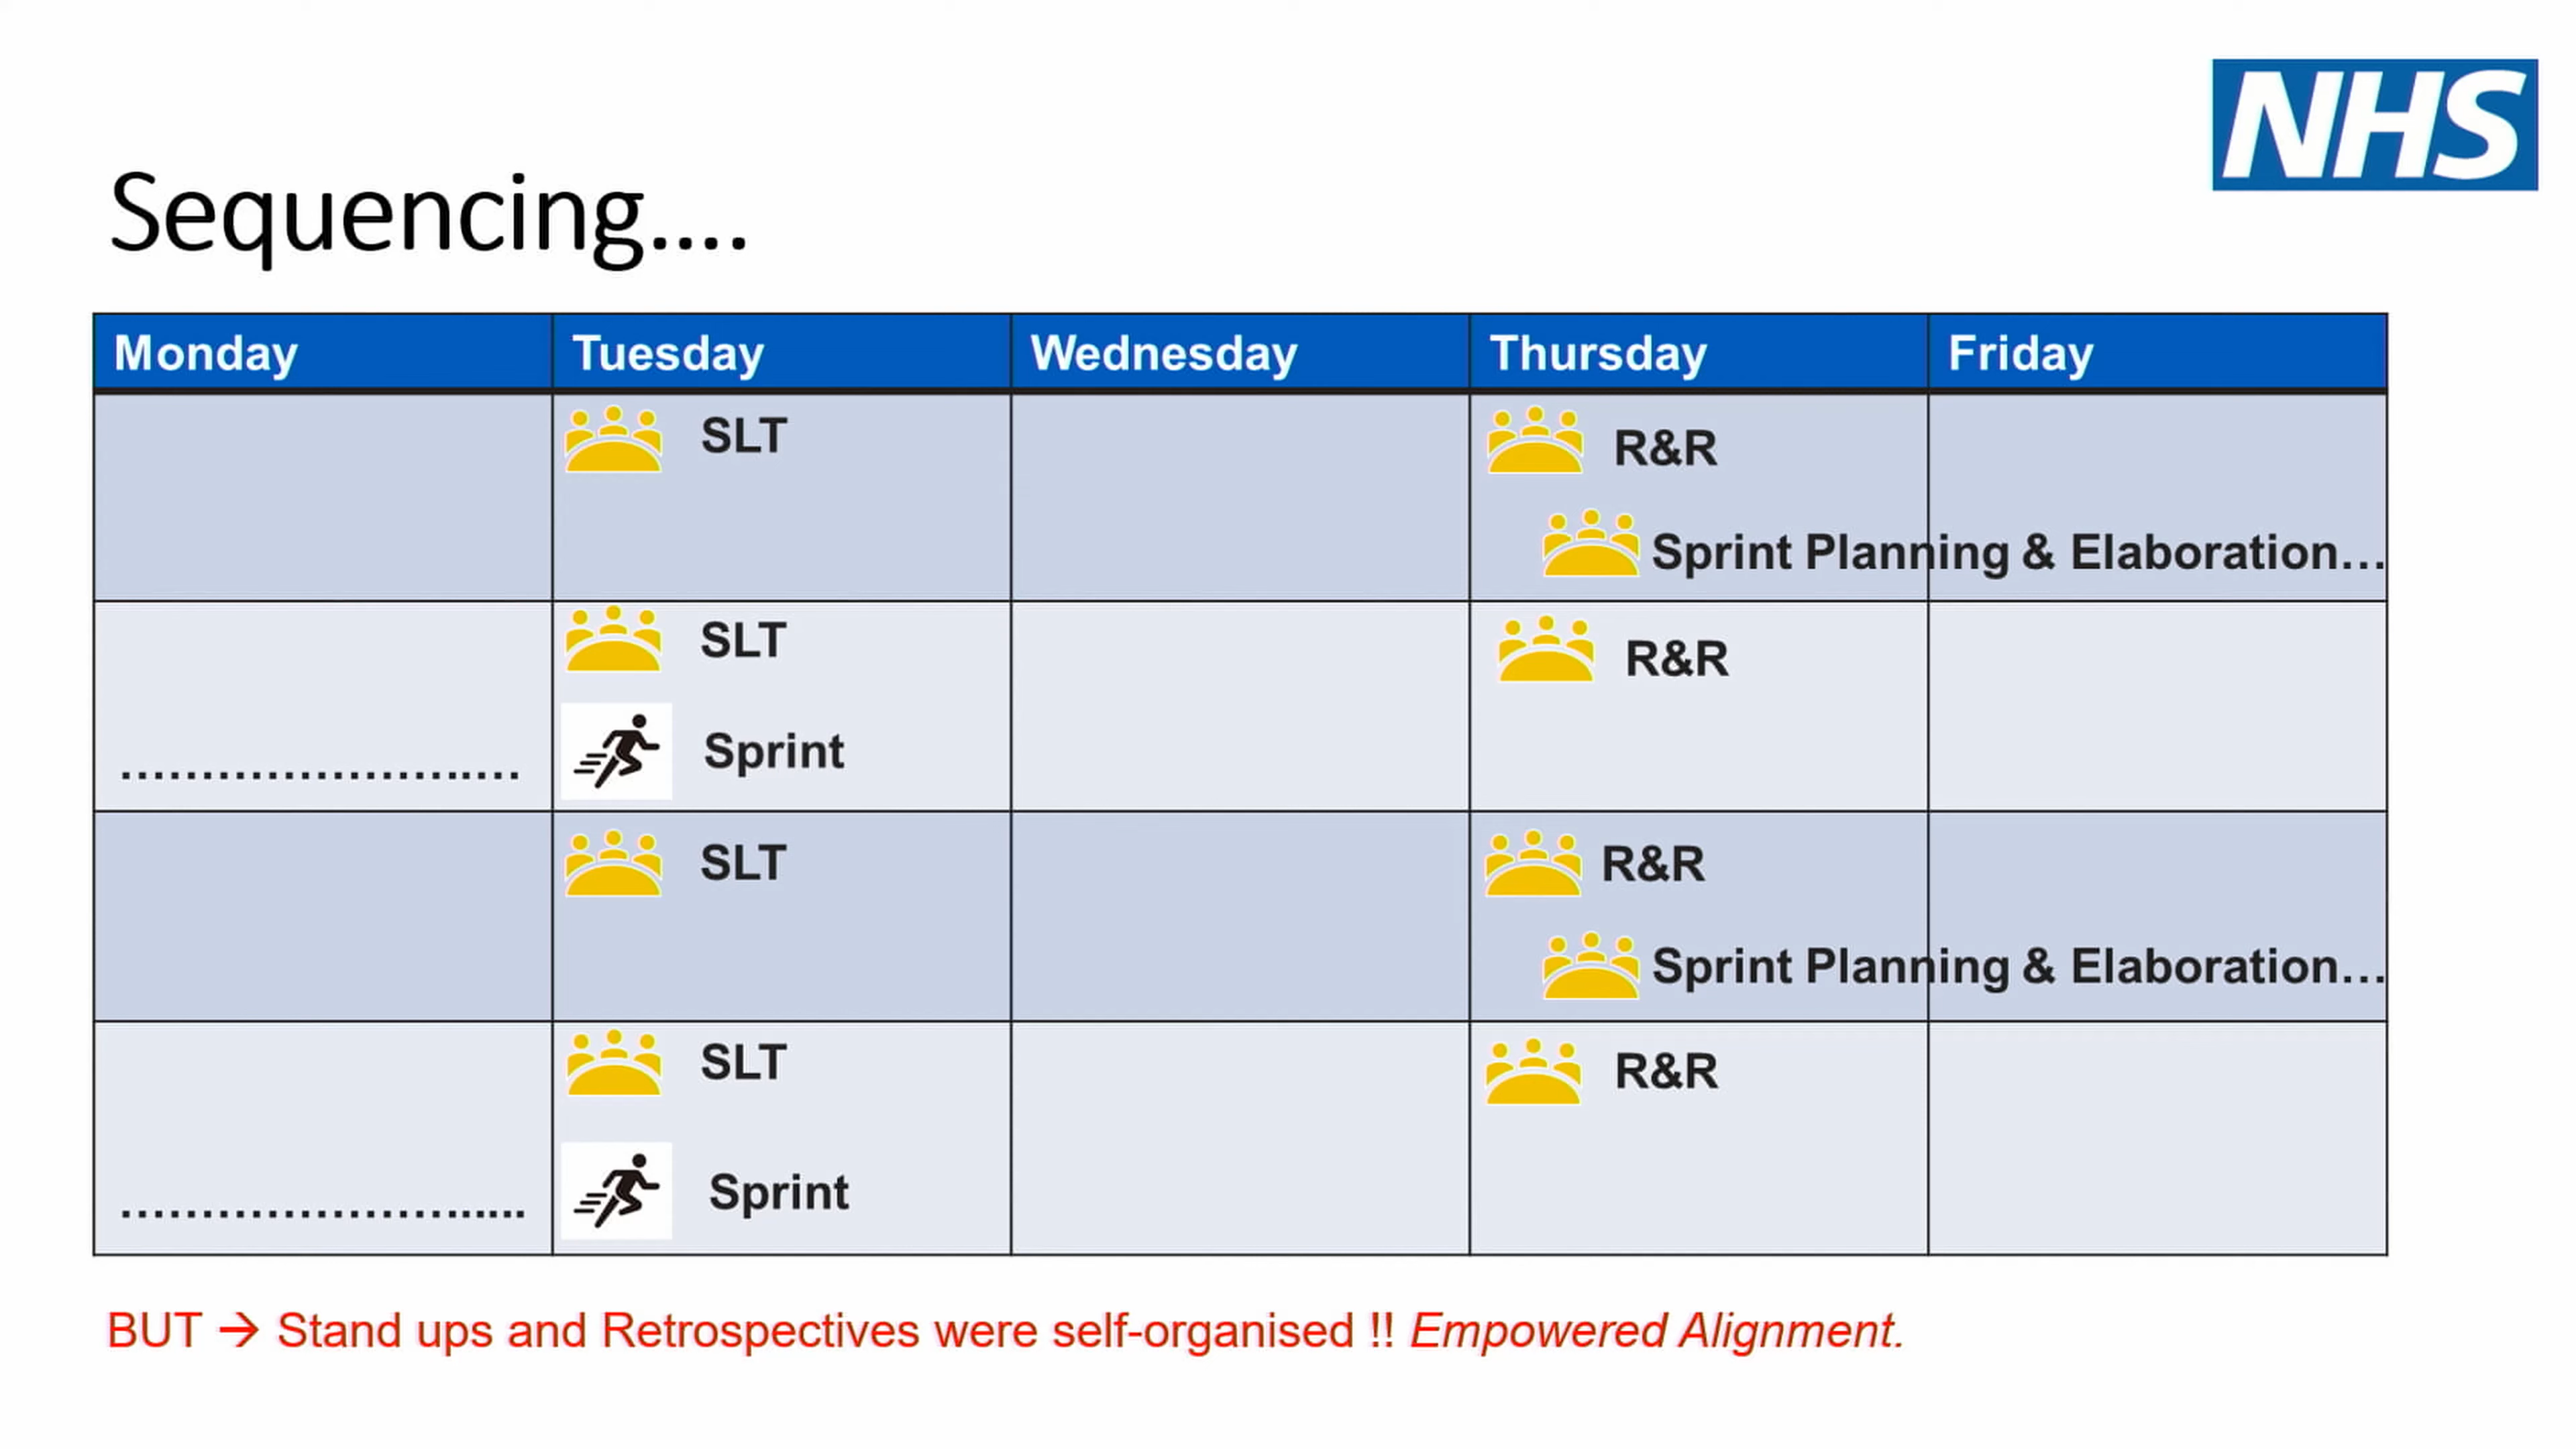 NHS
Sequencing....
Monday Tuesday Wednesday Thursday Friday
SLT R&R
Sprint Planning & Elaboration…
SLT R&R
……………………..… Sprint
SLT R&R
Sprint Planning & Elaboration…
SLT R&R
………………….…... Sprint
BUT → Stand ups and Retrospectives were self-organised !! Empowered Alignment.